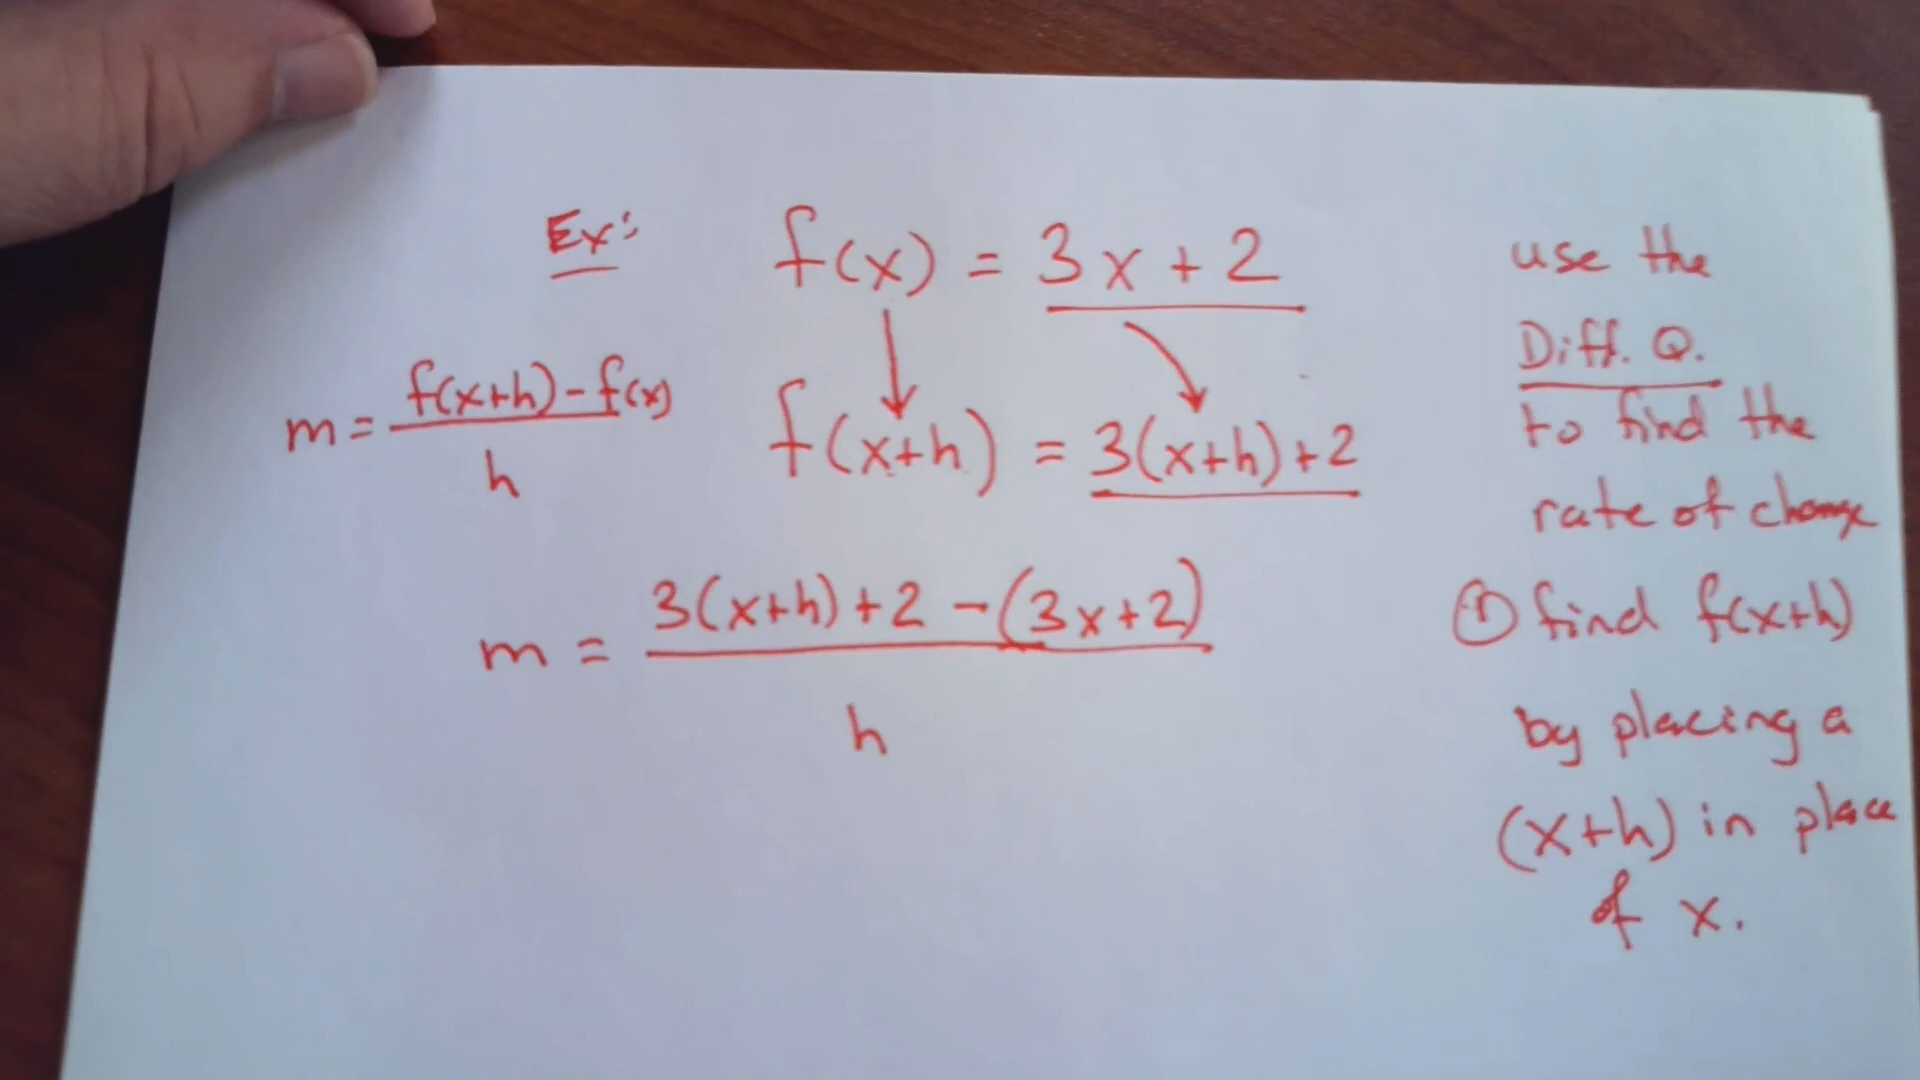 Ex: f(x) = 3x + 2
m = f(x+h) - f(x)
h
f(x+h) = 3(x+h) + 2
m = 3(x+h) + 2 - (3x + 2)
h
use the
Diff. Q.
to find the
rate of change
① find f(x+h)
by placing a
(x+h) in place
of x.